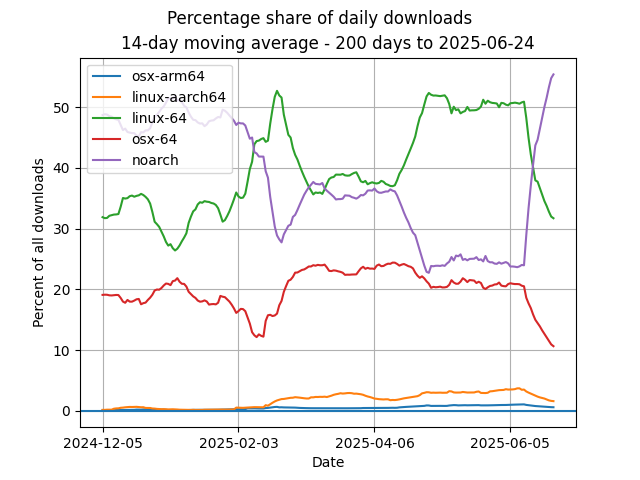 Percentage share of daily downloads
14-day moving average - 200 days to 2025-06-24
osx-arm64
linux-aarch64
linux-64
osx-64
noarch
Percent of all downloads
50
40
30
20
10
0
2024-12-05
2025-02-03
2025-04-06
2025-06-05
Date